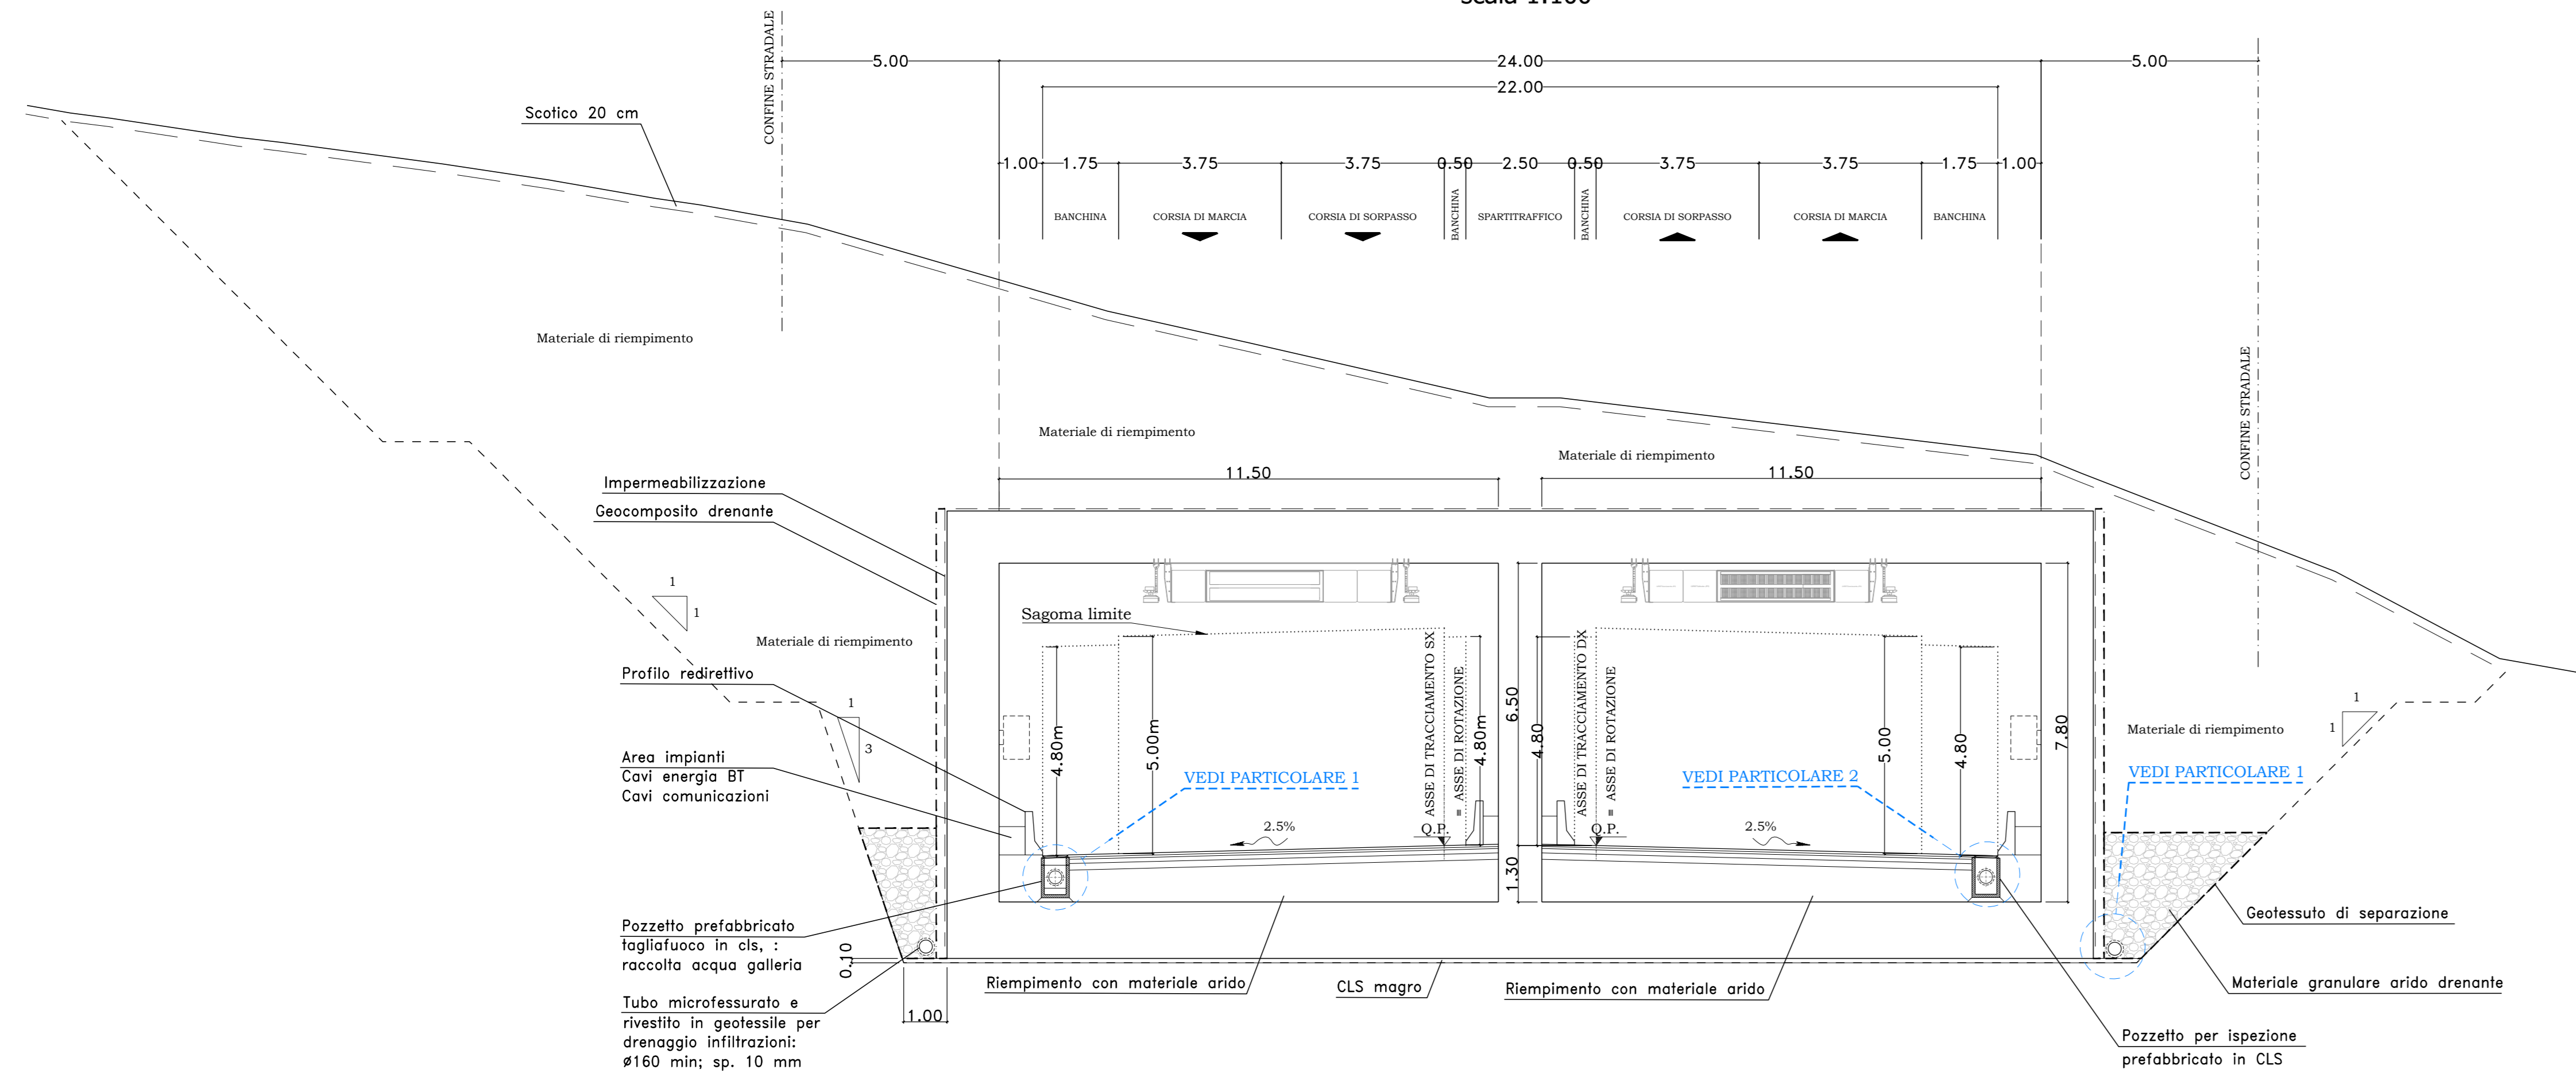 CONFINE STRADALE
5.00
24.00
5.00
22.00
Scotico 20 cm
1.00
1.75
3.75
3.75
0.50
2.50
0.50
3.75
3.75
1.75
1.00
BANCHINA
CORSIA DI MARCIA
CORSIA DI SORPASSO
BANCHINA
SPARTITRAFFICO
BANCHINA
CORSIA DI SORPASSO
CORSIA DI MARCIA
BANCHINA
CONFINE STRADALE
Materiale di riempimento
Materiale di riempimento
Materiale di riempimento
11.50
11.50
Impermeabilizzazione
Geocomposito drenante
1
1
Sagoma limite
Materiale di riempimento
Profilo redirettivo
1
3
Area impianti
Cavi energia BT
Cavi comunicazioni
4.80m
5.00m
VEDI PARTICOLARE 1
ASSE DI TRACCIAMENTO SX
= ASSE DI ROTAZIONE
4.80m
6.50
4.80
ASSE DI TRACCIAMENTO DX
= ASSE DI ROTAZIONE
VEDI PARTICOLARE 2
5.00
4.80
7.80
Materiale di riempimento
1
1
VEDI PARTICOLARE 1
2.5%
Q.P.
Q.P.
2.5%
1.30
Pozzetto prefabbricato
tagliafuoco in cls, :
raccolta acqua galleria
0.10
Tubo microfessurato e
rivestito in geotessile per
drenaggio infiltrazioni:
ø160 min; sp. 10 mm
1.00
Riempimento con materiale arido
CLS magro
Riempimento con materiale arido
Geotessuto di separazione
Materiale granulare arido drenante
Pozzetto per ispezione
prefabbricato in CLS